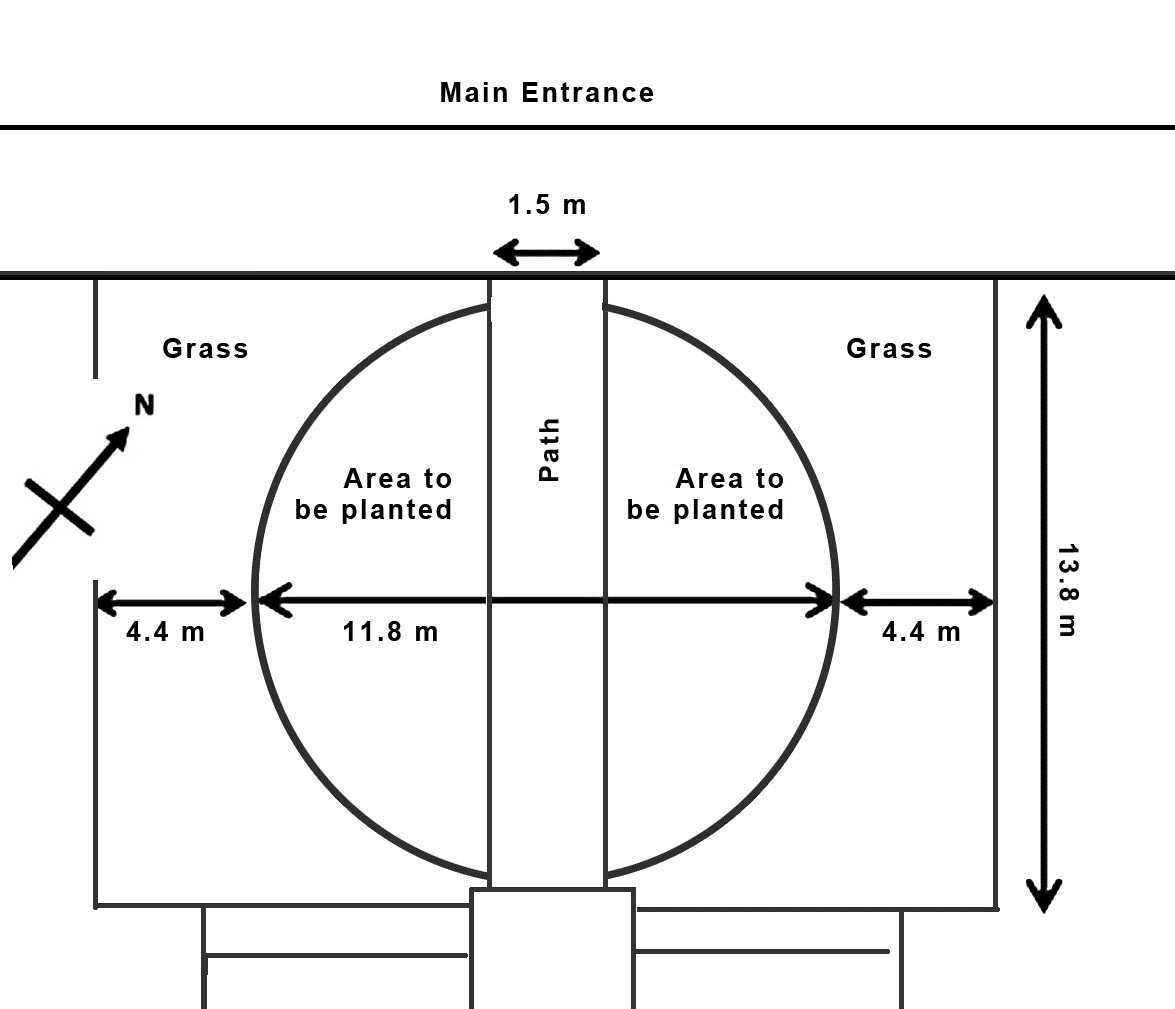 Main Entrance
1.5 m
Grass
Grass
N
Path
Area to
be planted
Area to
be planted
4.4 m
11.8 m
4.4 m
13.8 m